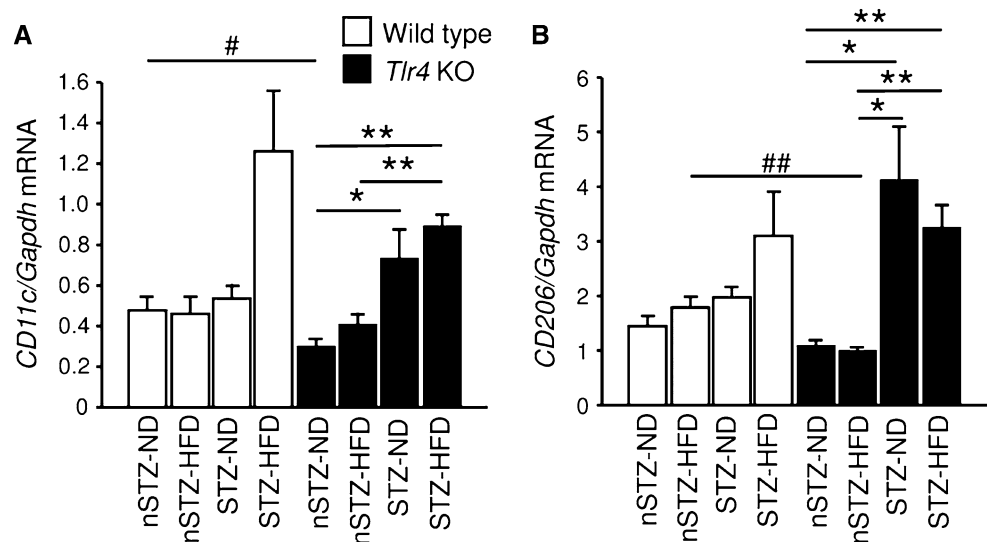 A
#
Wild type
Tlr4 KO
CD11c/Gapdh mRNA
1.6
1.4
1.2
1.0
0.8
0.6
0.4
0.2
0
**
**
*
nSTZ-ND
nSTZ-HFD
STZ-ND
STZ-HFD
nSTZ-ND
nSTZ-HFD
STZ-ND
STZ-HFD
B
CD206/Gapdh mRNA
6
5
4
3
2
1
0
**
*
**
*
##
nSTZ-ND
nSTZ-HFD
STZ-ND
STZ-HFD
nSTZ-ND
nSTZ-HFD
STZ-ND
STZ-HFD